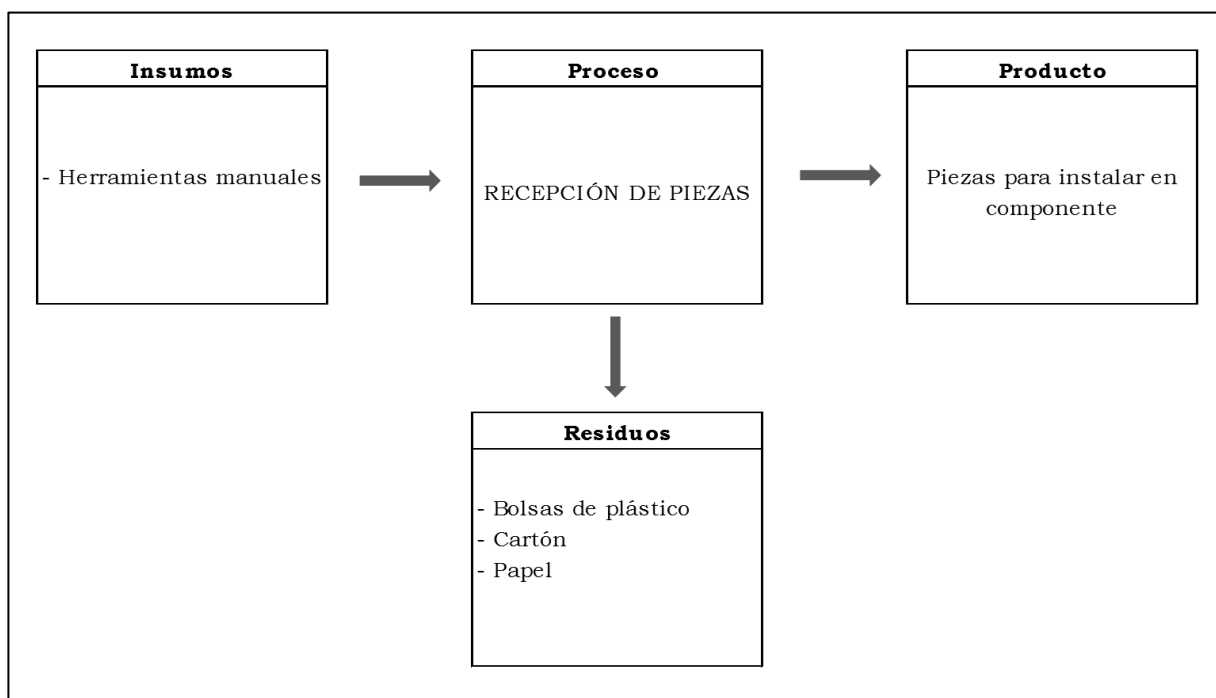 Insumos
- Herramientas manuales
Proceso
RECEPCIÓN DE PIEZAS
Producto
Piezas para instalar en
componente
Residuos
- Bolsas de plástico
- Cartón
- Papel